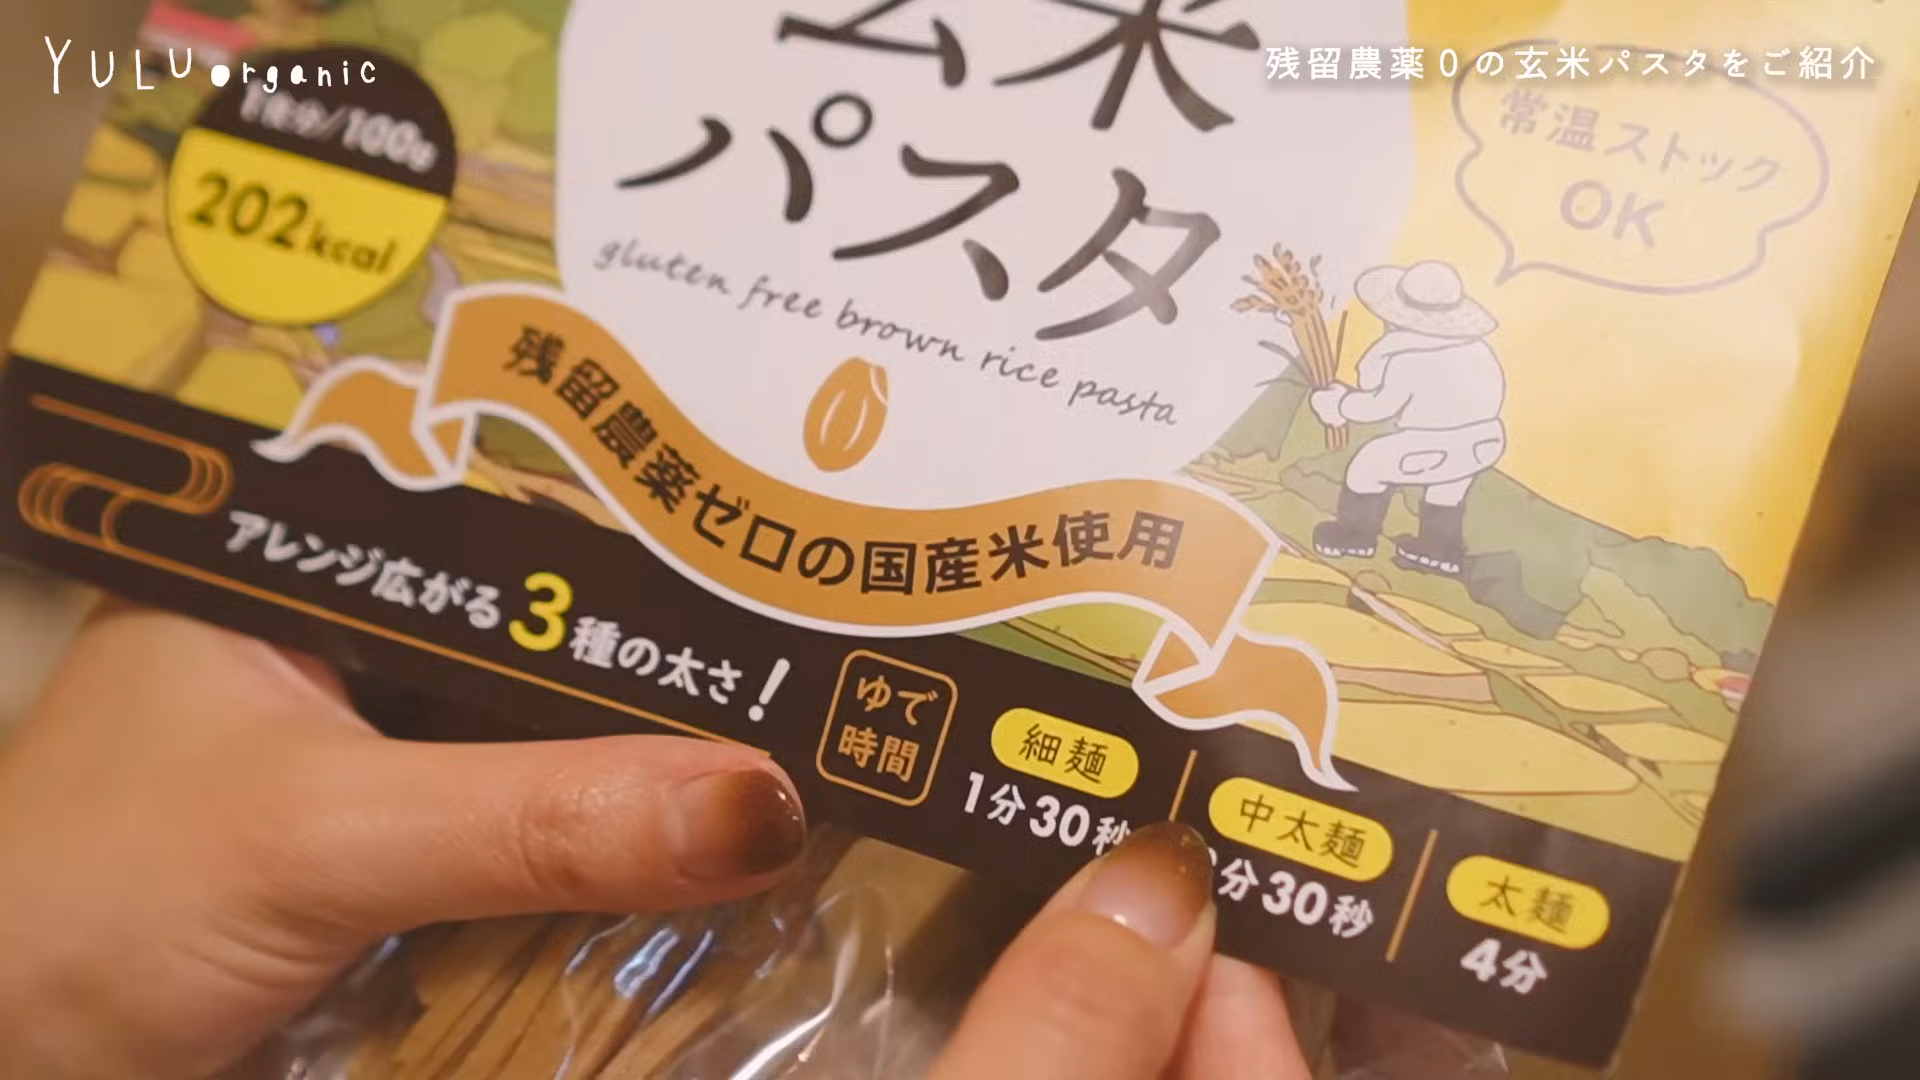 YULU organic
残留農薬0の玄米パスタをご紹介
1食分/100g
202kcal
玄米
パスタ
gluten free brown rice pasta
常温ストック
OK
残留農薬ゼロの国産米使用
アレンジ広がる3種の太さ!
ゆで
時間
細麺
1分30秒
中太麺
分30秒
太麺
4分